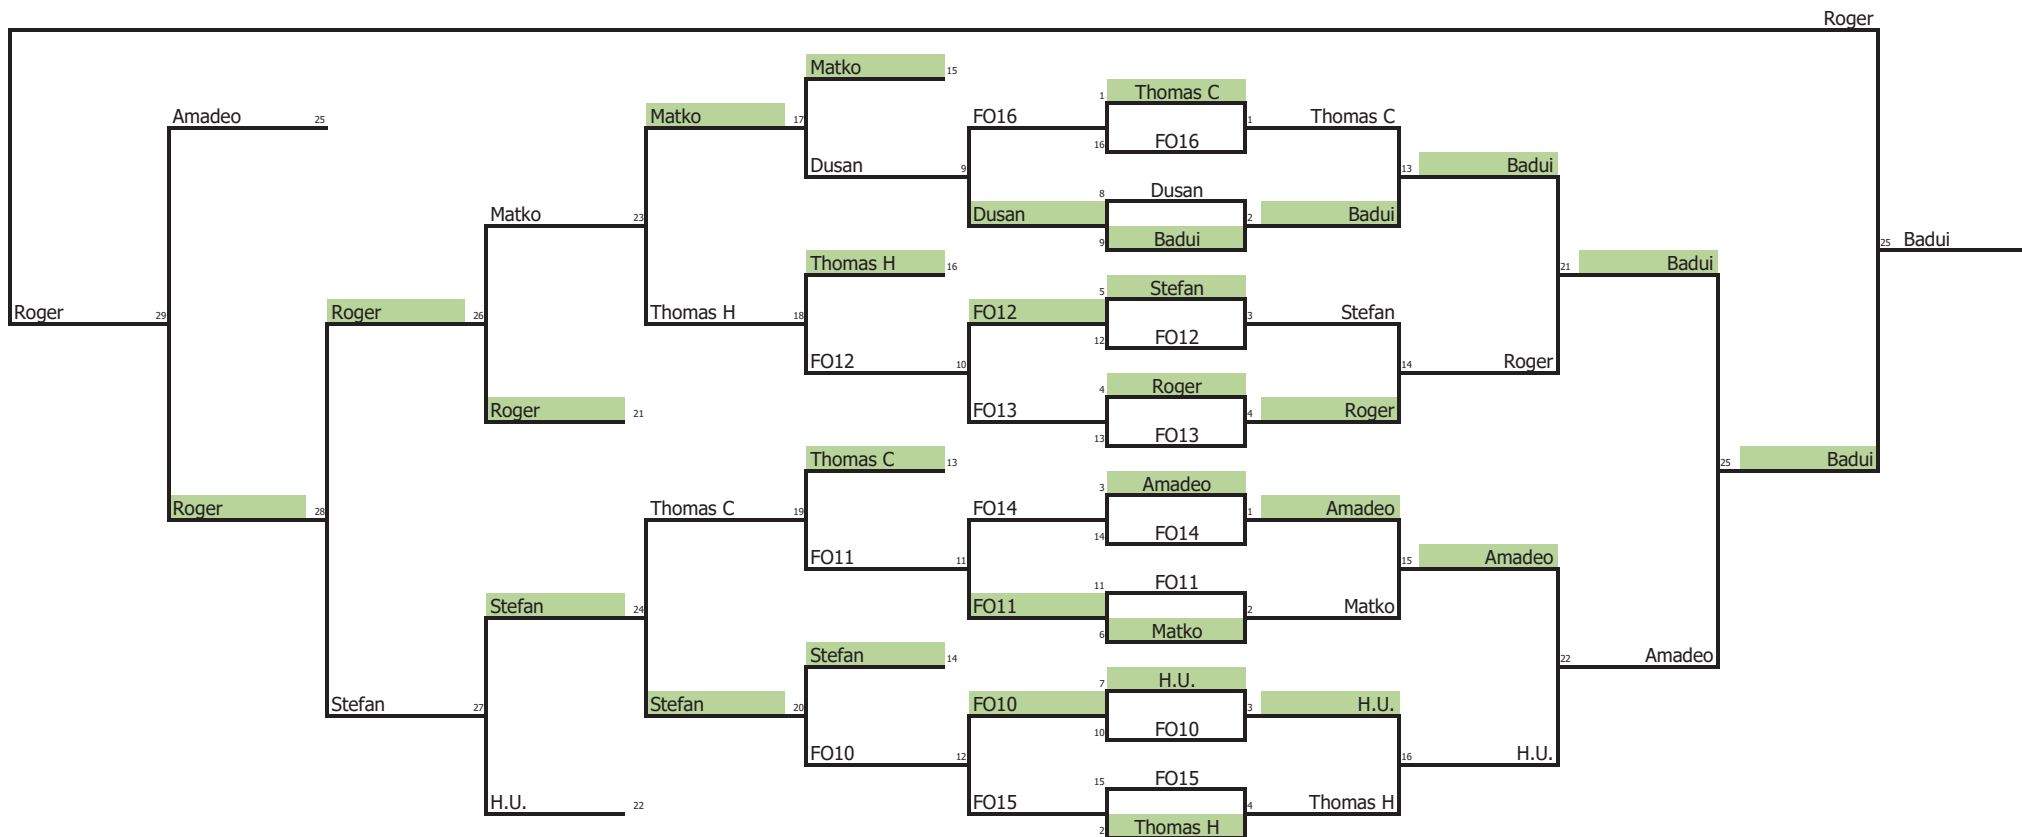 Roger
Matko 15
1 Thomas C
Amadeo 25
Matko 17
FO16
1 Thomas C
16 FO16
Dusan 9
13 Badui
8 Dusan
Matko 23
Dusan
2 Badui
9 Badui
25 Badui
Thomas H 16
21 Badui
5 Stefan
Roger 29
Roger 26
Thomas H 18
FO12
3 Stefan
12 FO12
FO12 10
14 Roger
4 Roger
Roger 21
FO13
4 Roger
13 FO13
Thomas C 13
25 Badui
3 Amadeo
Roger 28
Thomas C 19
FO14
1 Amadeo
14 FO14
FO11 11
15 Amadeo
11 FO11
Stefan 24
FO11
2 Matko
6 Matko
Stefan 14
22 Amadeo
7 H.U.
Stefan 27
Stefan 20
FO10
3 H.U.
10 FO10
FO10 12
16 H.U.
15 FO15
H.U. 22
FO15
4 Thomas H
2 Thomas H